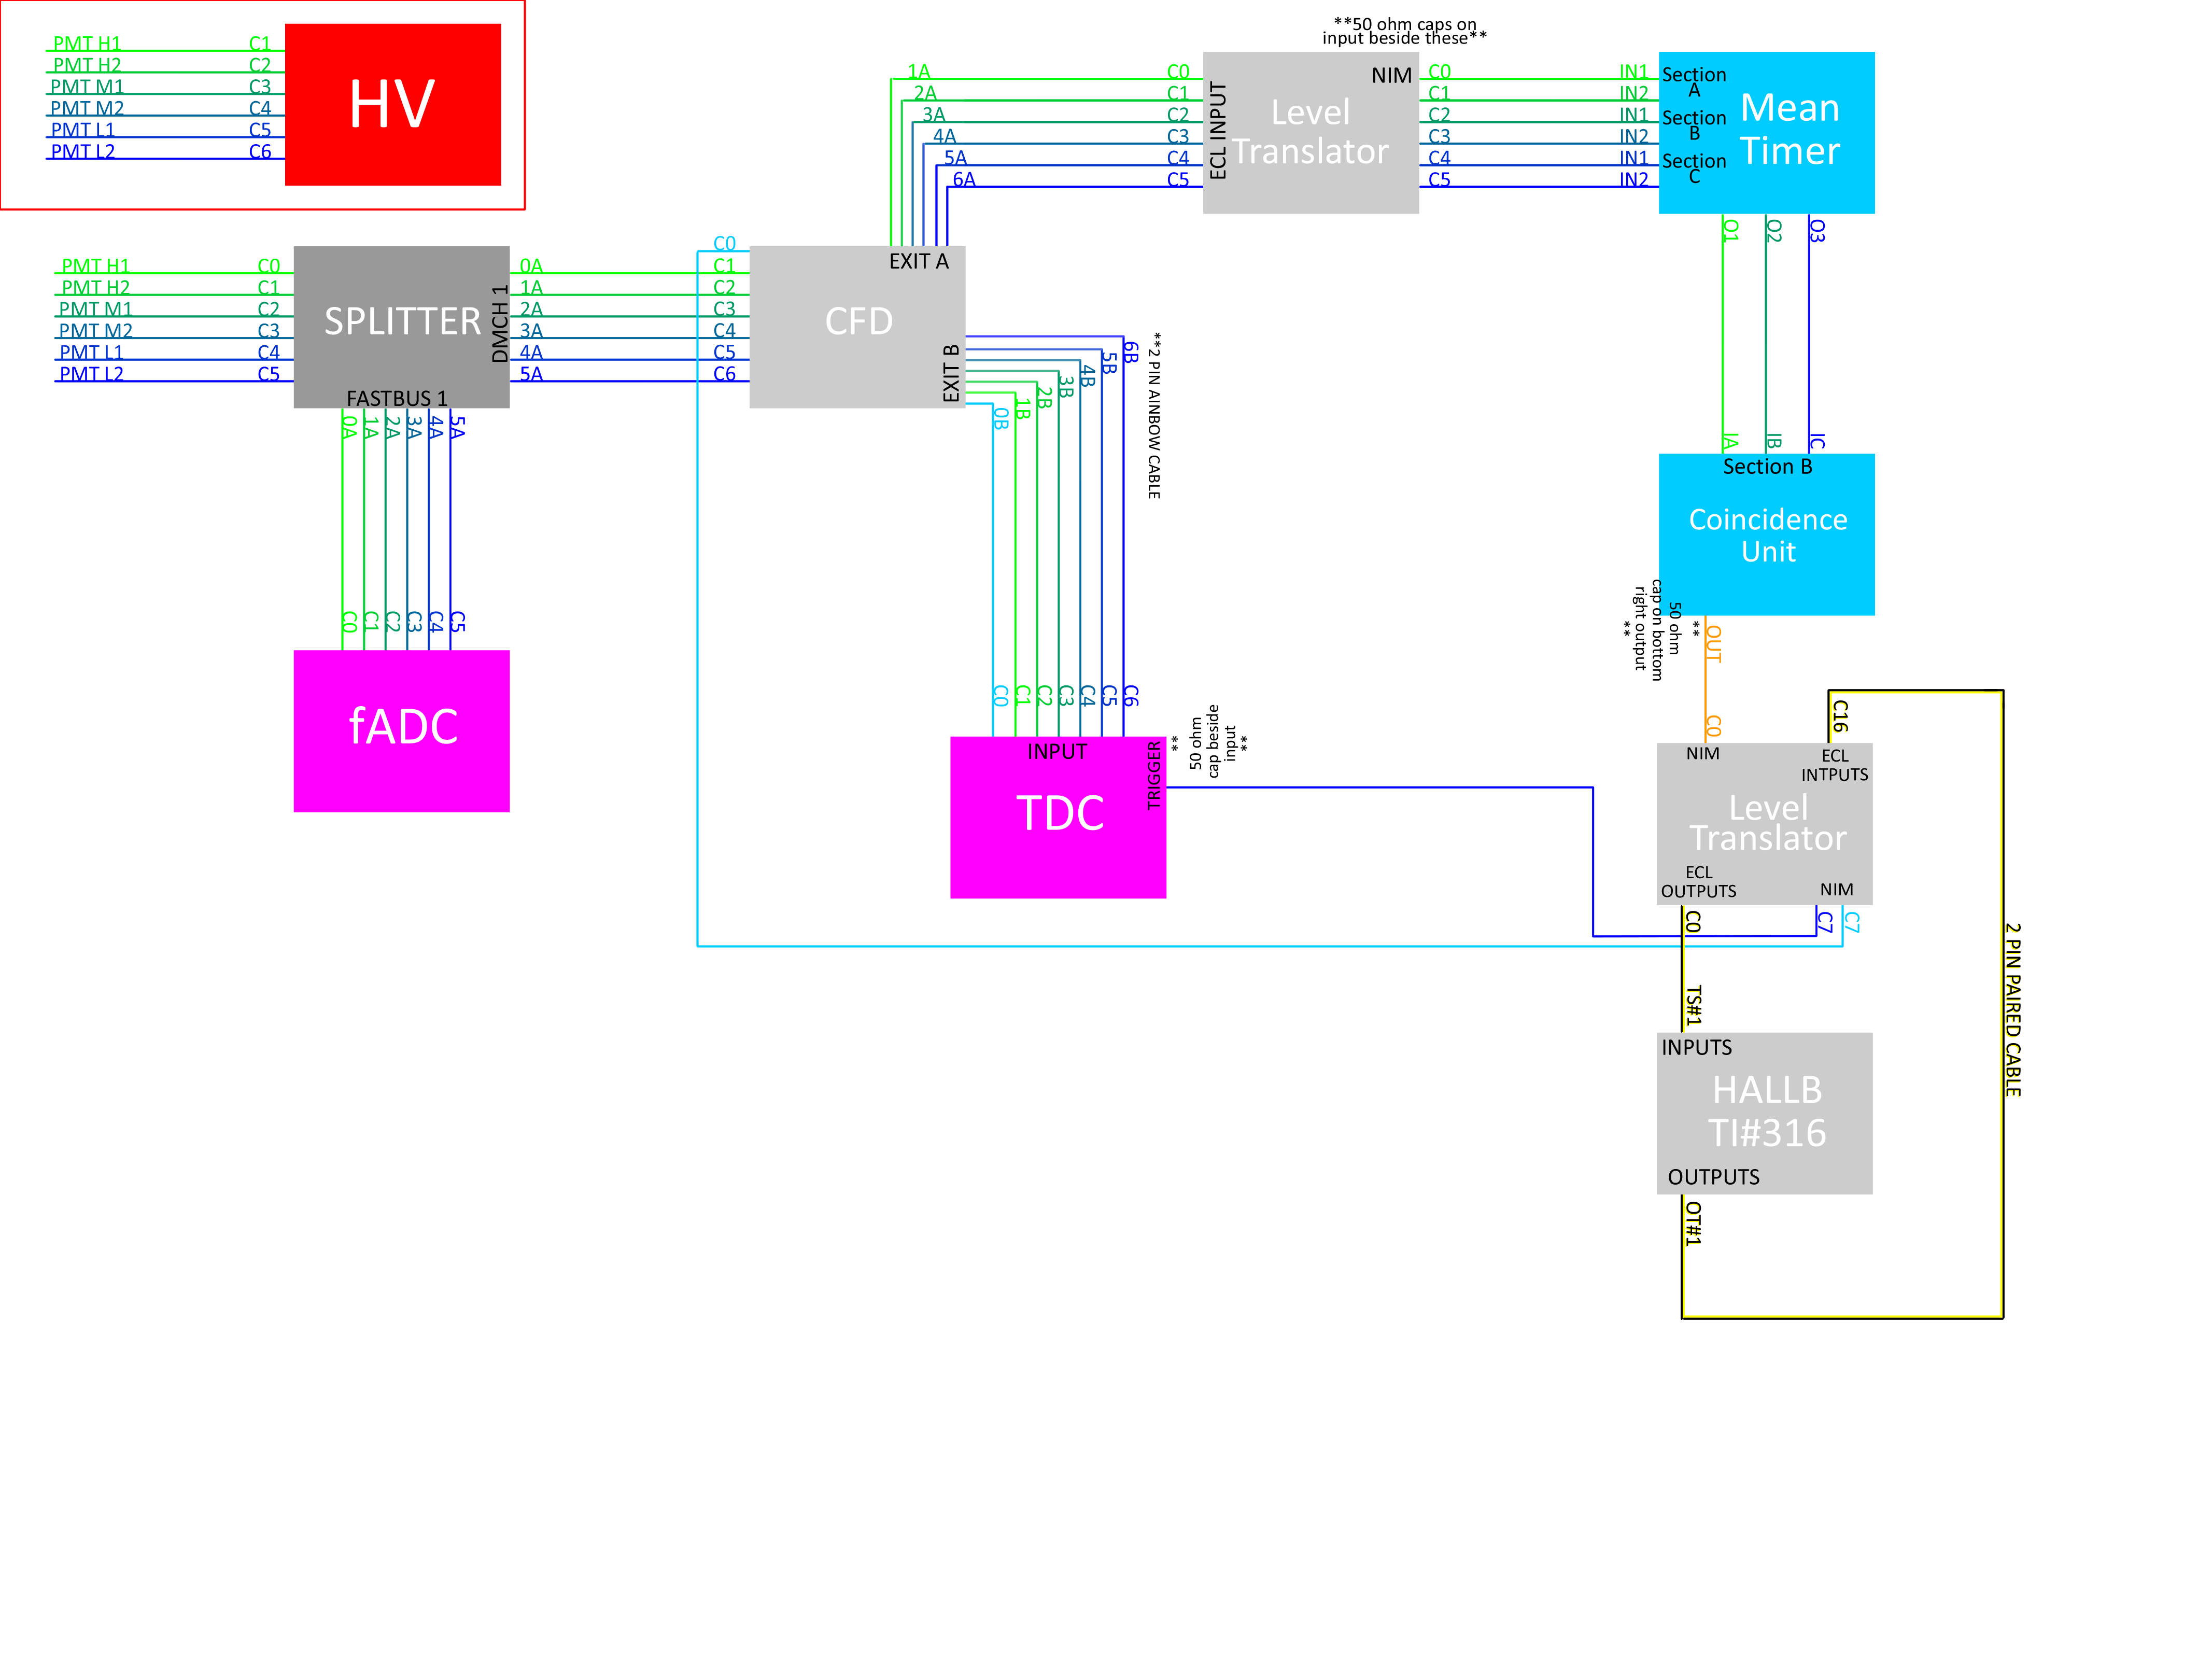 PMT H1 C1
PMT H2 C2
PMT M1 C3
PMT M2 C4
PMT L1 C5
PMT L2 C6
HV
PMT H1 C0
PMT H2 C1
PMT M1 C2
PMT M2 C3
PMT L1 C4
PMT L2 C5
SPLITTER
DMCH 1
FASTBUS 1
0A
1A
2A
3A
4A
5A
C0
C1
C2
C3
C4
C5
C6
0A
1A
2A
3A
4A
5A
C0
C1
C2
C3
C4
C5
fADC
CFD
EXIT A
EXIT B
1A C0
2A C1
3A C2
4A C3
5A C4
6A C5
0B
1B
2B
3B
4B
5B
6B
**2 PIN AINBOW CABLE
C0
C1
C2
C3
C4
C5
C6
INPUT
TRIGGER
TDC
**
50 ohm
cap beside
input
**
**50 ohm caps on
input beside these**
ECL INPUT
NIM
Level
Translator
C0 IN1
C1 IN2
C2 IN1
C3 IN2
C4 IN1
C5 IN2
Section
A
Section
B
Section
C
Mean
Timer
O1
O2
O3
IA
IB
IC
Section B
Coincidence
Unit
**
50 ohm
cap on bottom
right output
**
OUT
C0
C16
NIM
ECL
INTPUTS
Level
Translator
ECL
OUTPUTS
NIM
C0
C7
C7
TS#1
2 PIN PAIRED CABLE
INPUTS
HALLB
TI#316
OUTPUTS
OT#1